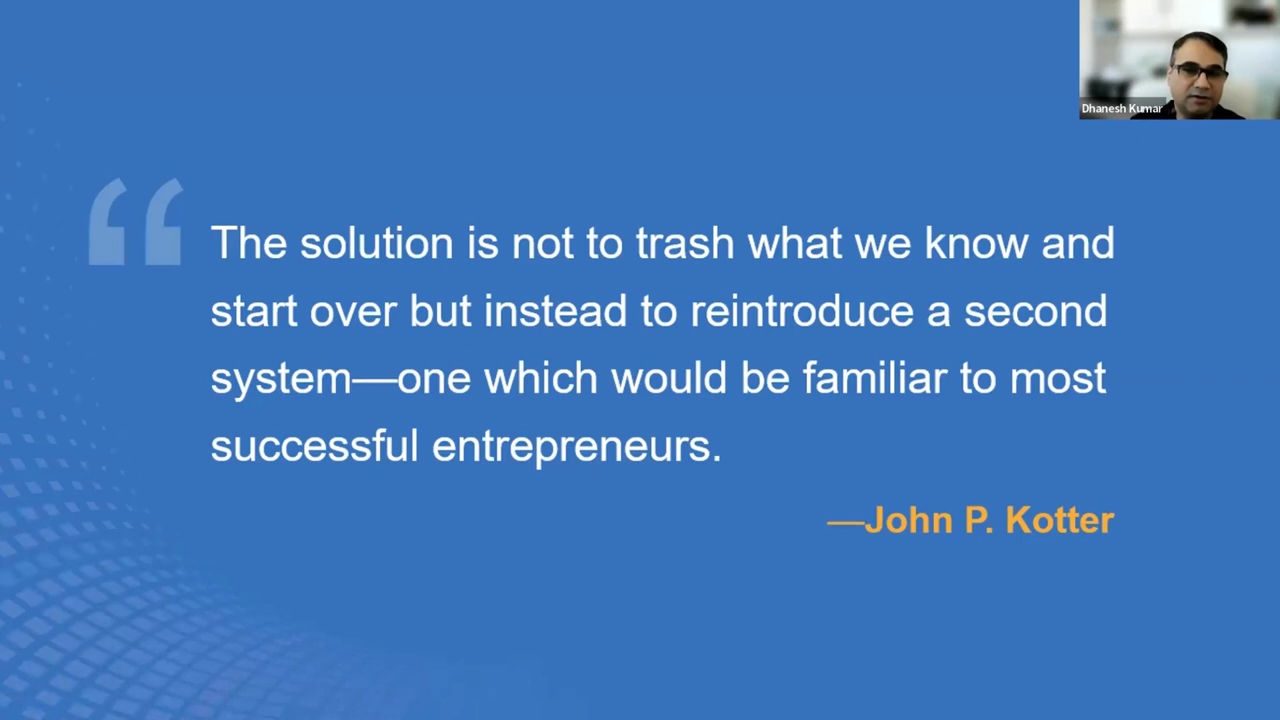 Dhanesh Kumar
“
The solution is not to trash what we know and
start over but instead to reintroduce a second
system—one which would be familiar to most
successful entrepreneurs.
—John P. Kotter